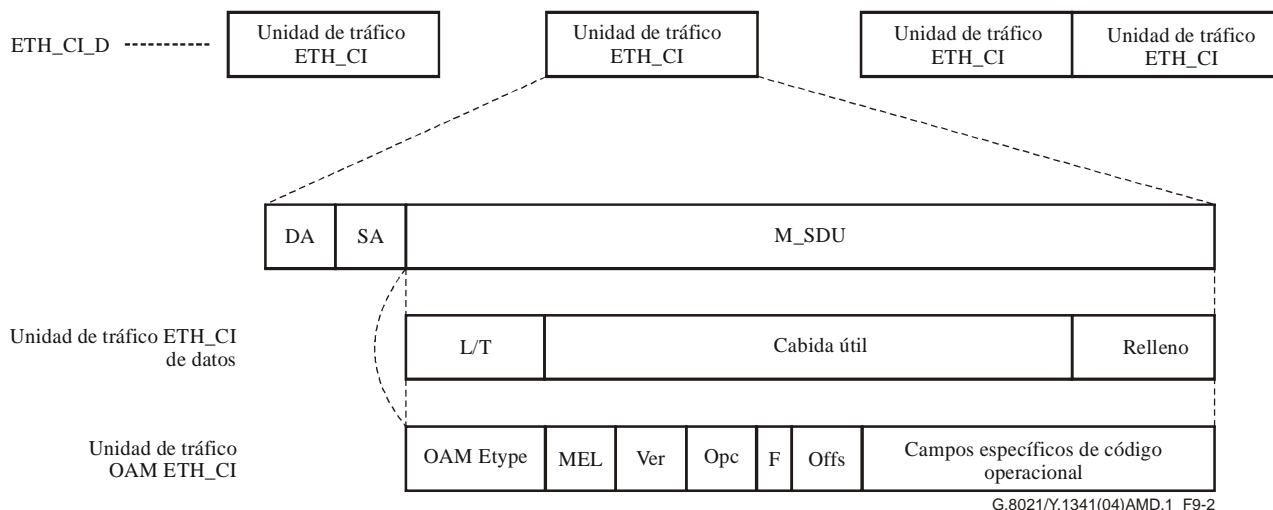 ETH_CI_D
Unidad de tráfico
ETH_CI
Unidad de tráfico
ETH_CI
Unidad de tráfico
ETH_CI
Unidad de tráfico
ETH_CI
DA
SA
M_SDU
Unidad de tráfico ETH_CI
de datos
L/T
Cabida útil
Relleno
Unidad de tráfico
OAM ETH_CI
OAM Etype
MEL
Ver
Opc
F
Offs
Campos específicos de código
operacional
G.8021/Y.1341(04)AMD.1_F9-2